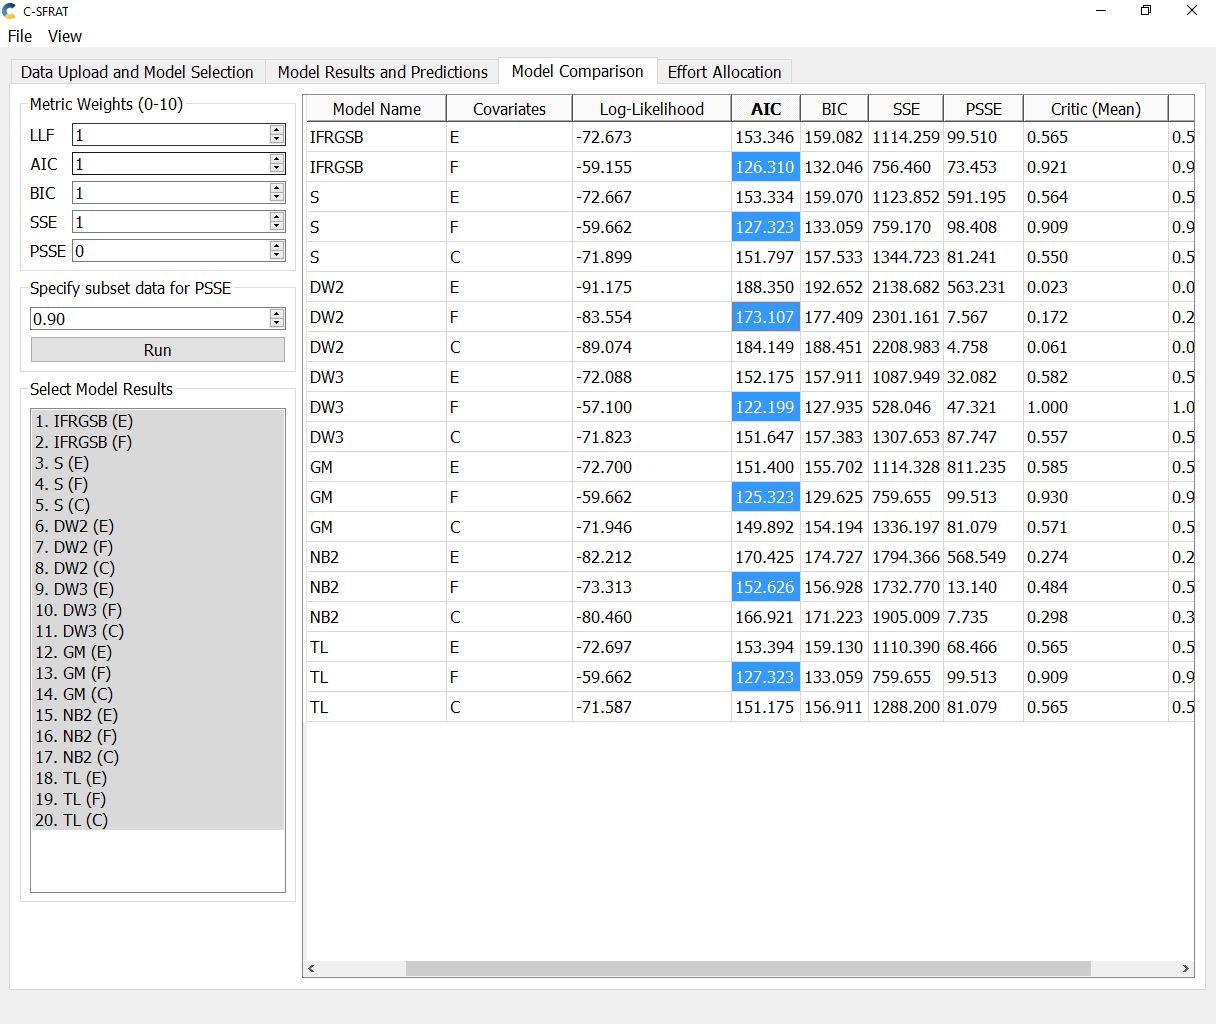 C-SFRAT
File View
Data Upload and Model Selection Model Results and Predictions Model Comparison Effort Allocation
Metric Weights (0-10)
LLF 1
AIC 1
BIC 1
SSE 1
PSSE 0
Specify subset data for PSSE
0.90
Run
Select Model Results
1. IFRGSB (E)
2. IFRGSB (F)
3. S (E)
4. S (F)
5. S (C)
6. DW2 (E)
7. DW2 (F)
8. DW2 (C)
9. DW3 (E)
10. DW3 (F)
11. DW3 (C)
12. GM (E)
13. GM (F)
14. GM (C)
15. NB2 (E)
16. NB2 (F)
17. NB2 (C)
18. TL (E)
19. TL (F)
20. TL (C)
Model Name Covariates Log-Likelihood AIC BIC SSE PSSE Critic (Mean)
IFRGSB E -72.673 153.346 159.082 1114.259 99.510 0.565 0.5
IFRGSB F -59.155 126.310 132.046 756.460 73.453 0.921 0.9
S E -72.667 153.334 159.070 1123.852 591.195 0.564 0.5
S F -59.662 127.323 133.059 759.170 98.408 0.909 0.9
S C -71.899 151.797 157.533 1344.723 81.241 0.550 0.5
DW2 E -91.175 188.350 192.652 2138.682 563.231 0.023 0.0
DW2 F -83.554 173.107 177.409 2301.161 7.567 0.172 0.2
DW2 C -89.074 184.149 188.451 2208.983 4.758 0.061 0.0
DW3 E -72.088 152.175 157.911 1087.949 32.082 0.582 0.5
DW3 F -57.100 122.199 127.935 528.046 47.321 1.000 1.0
DW3 C -71.823 151.647 157.383 1307.653 87.747 0.557 0.5
GM E -72.700 151.400 155.702 1114.328 811.235 0.585 0.5
GM F -59.662 125.323 129.625 759.655 99.513 0.930 0.9
GM C -71.946 149.892 154.194 1336.197 81.079 0.571 0.5
NB2 E -82.212 170.425 174.727 1794.366 568.549 0.274 0.2
NB2 F -73.313 152.626 156.928 1732.770 13.140 0.484 0.5
NB2 C -80.460 166.921 171.223 1905.009 7.735 0.298 0.3
TL E -72.697 153.394 159.130 1110.390 68.466 0.565 0.5
TL F -59.662 127.323 133.059 759.655 99.513 0.909 0.9
TL C -71.587 151.175 156.911 1288.200 81.079 0.565 0.5